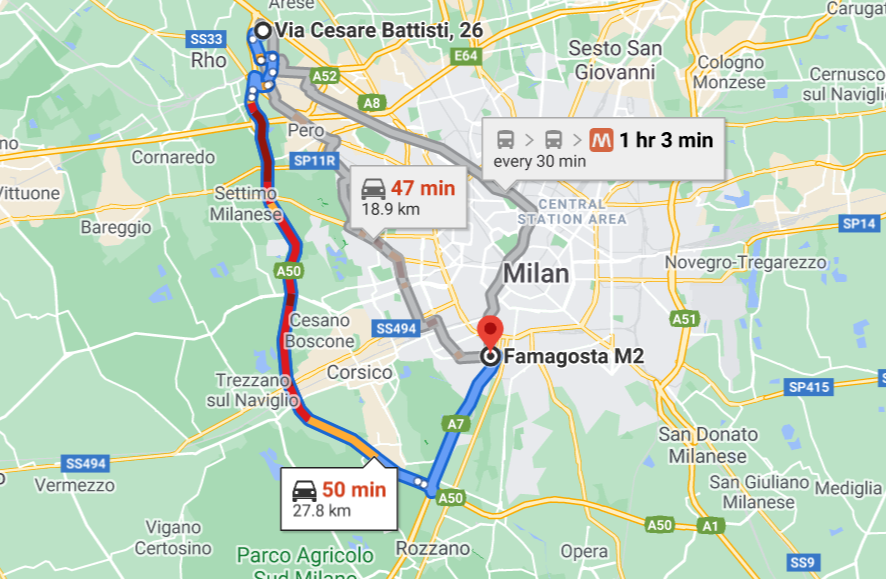 Arese
Carugat
SS33
Via Cesare Battisti, 26
Rho
E64
Sesto San
Giovanni
Cologno
Monzese
A52
Cernusco
sul Naviglio
A8
Pero
no
SP11R
Cornaredo
1 hr 3 min
every 30 min
47 min
18.9 km
Vittuone
Settimo
Milanese
CENTRAL
STATION AREA
SP14
Bareggio
A50
Milan
Novegro-Tregarezzo
Cesano
Boscone
SS494
A51
Famagosta M2
Corsico
Trezzano
sul Naviglio
SP415
S
A7
San Donato
Milanese
SS494
Vermezzo
50 min
27.8 km
A50
San Giuliano
Milanese
Mediglia
A50
A1
Vigano
Certosino
Parco Agricolo
Sud Milano
Rozzano
Opera
SS9